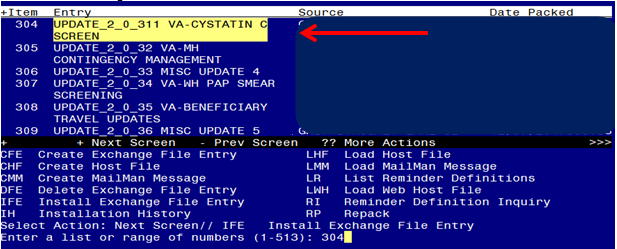 +Item  Entry                          Source                    Date Packed
304  UPDATE_2_0_311 VA-CYSTATIN C
SCREEN
305  UPDATE_2_0_32 VA-MH
CONTINGENCY MANAGEMENT
306  UPDATE_2_0_33 MISC UPDATE 4
307  UPDATE_2_0_34 VA-WH PAP SMEAR
SCREENING
308  UPDATE_2_0_35 VA-BENEFICIARY
TRAVEL UPDATES
309  UPDATE_2_0_36 MISC UPDATE 5
+         + Next Screen   - Prev Screen   ?? More Actions                   >>>
CFE  Create Exchange File Entry          LHF  Load Host File
CHF  Create Host File                    LMM  Load MailMan Message
CMM  Create MailMan Message              LR   List Reminder Definitions
DFE  Delete Exchange File Entry          LWH  Load Web Host File
IFE  Install Exchange File Entry         RI   Reminder Definition Inquiry
IH   Installation History                RP   Repack
Select Action: Next Screen// IFE   Install Exchange File Entry
Enter a list or range of numbers (1-513): 304